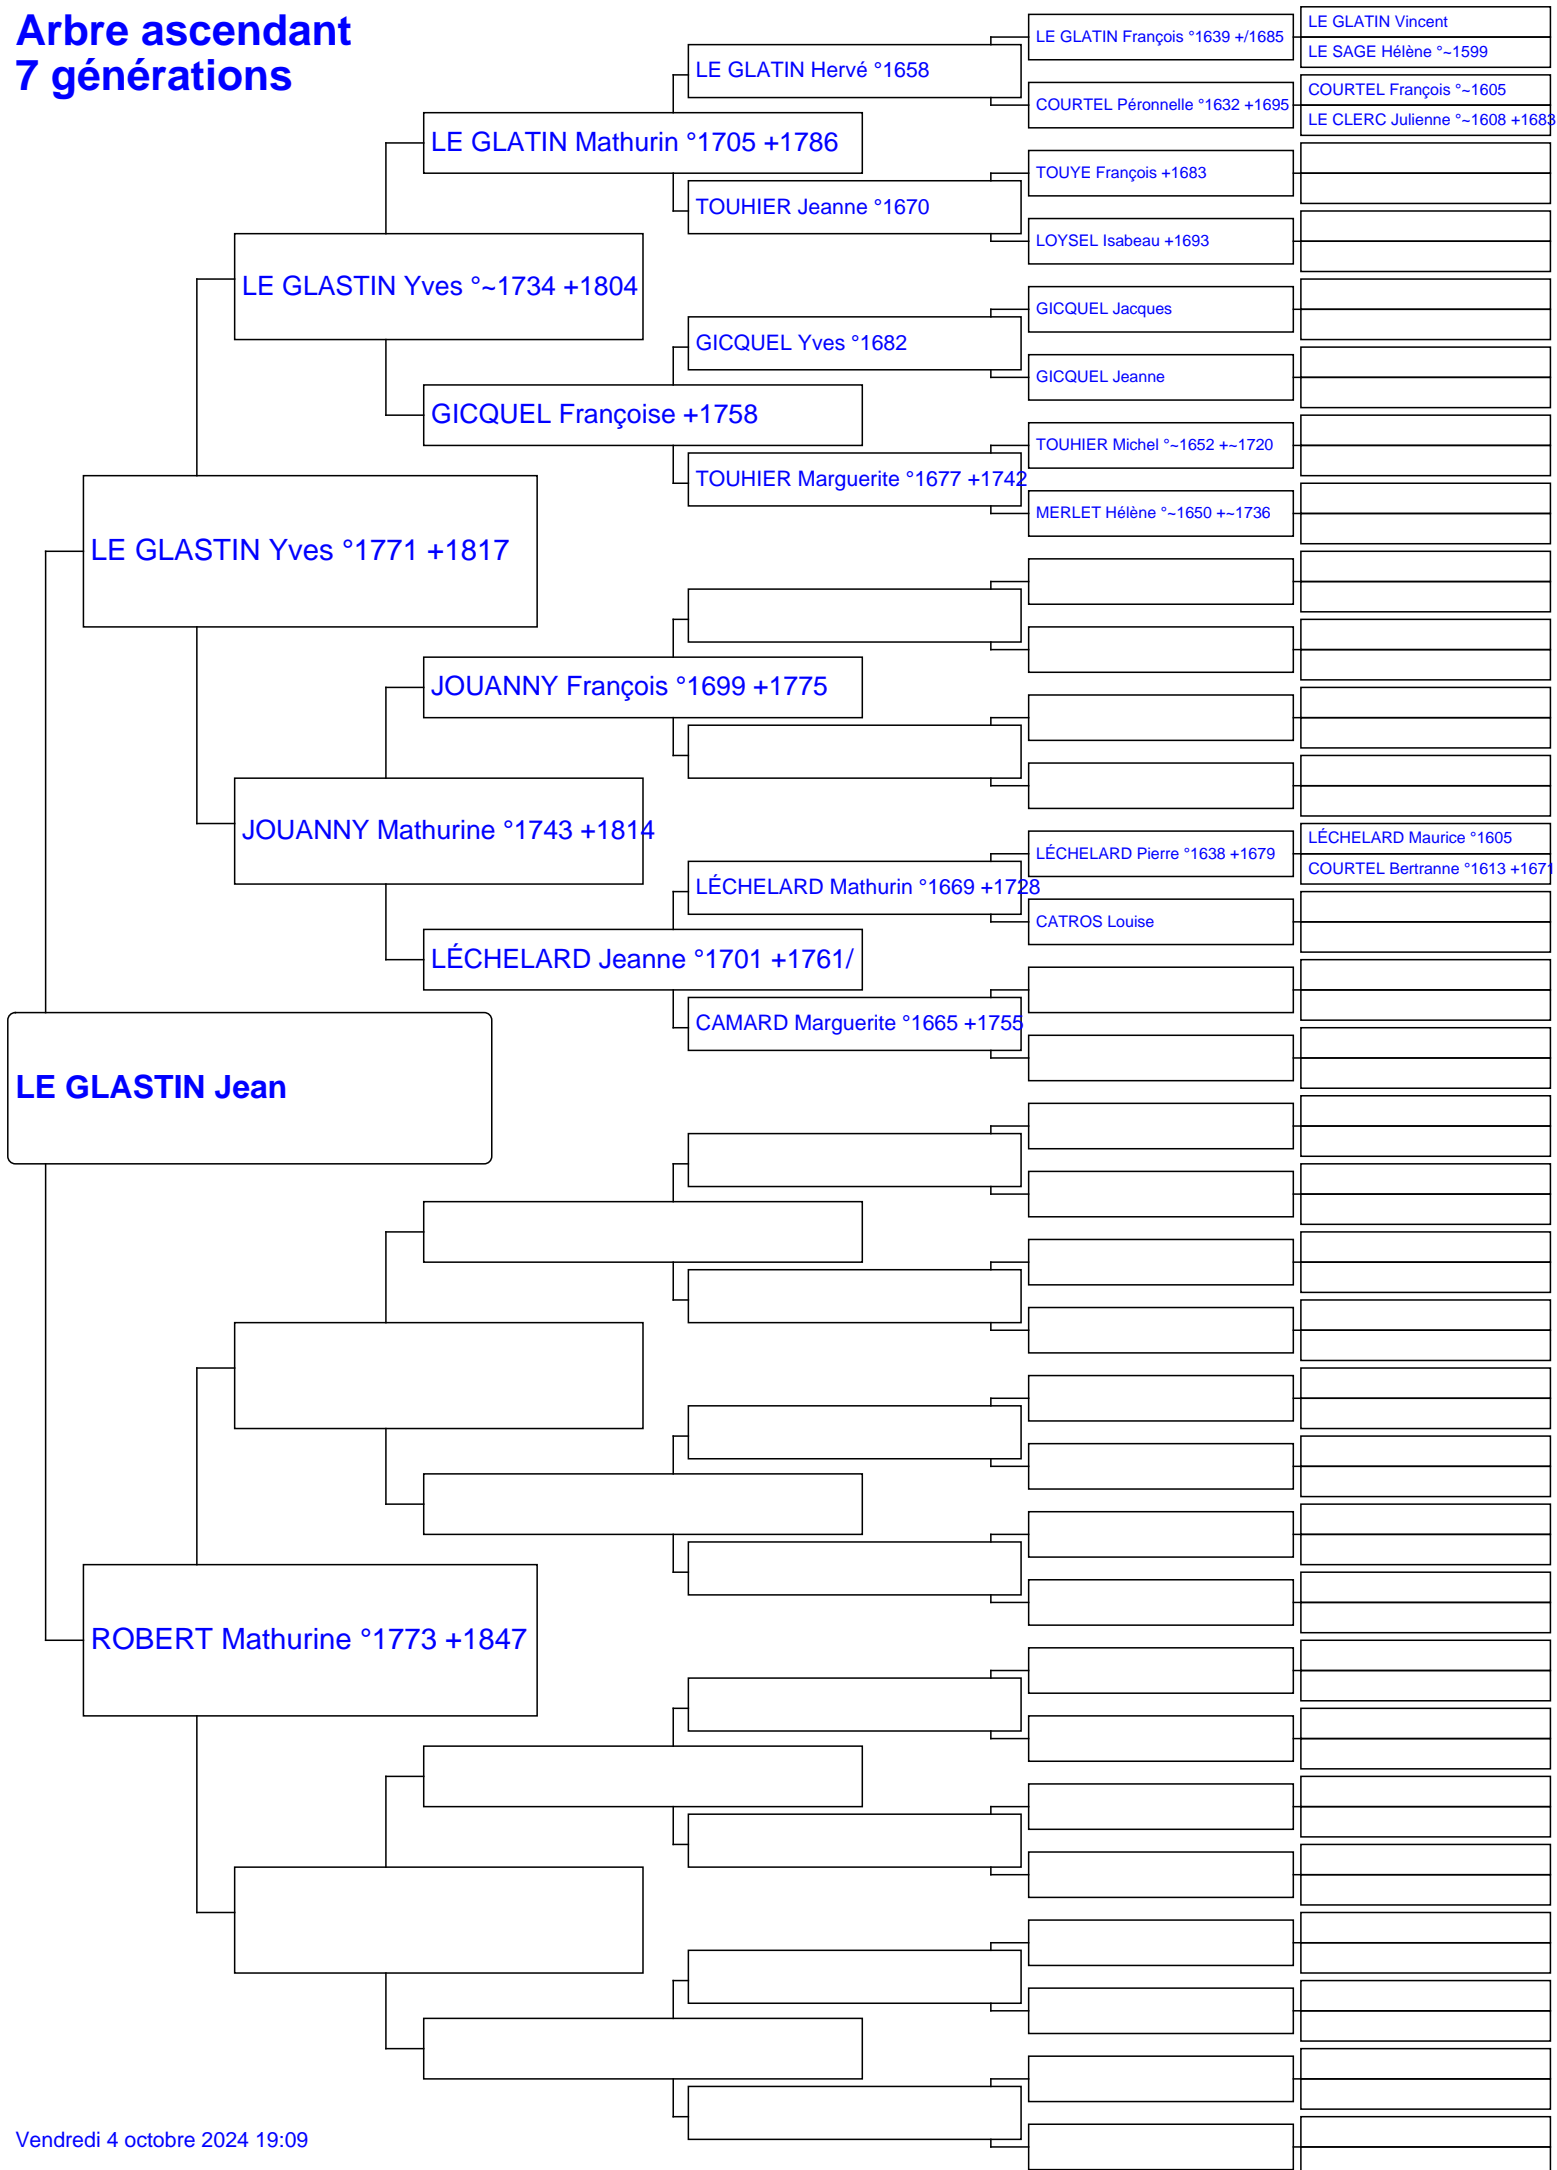 Arbre ascendant
7 générations
LE GLATIN Vincent
LE GLATIN François °1639 +/1685
LE SAGE Hélène °~1599
LE GLATIN Hervé °1658
COURTEL François °~1605
COURTEL Péronnelle °1632 +1695
LE CLERC Julienne °~1608 +1683
LE GLATIN Mathurin °1705 +1786
TOUYE François +1683
TOUHIER Jeanne °1670
LOYSEL Isabeau +1693
LE GLASTIN Yves °~1734 +1804
GICQUEL Jacques
GICQUEL Yves °1682
GICQUEL Jeanne
GICQUEL Françoise +1758
TOUHIER Michel °~1652 +~1720
TOUHIER Marguerite °1677 +1742
MERLET Hélène °~1650 +~1736
LE GLASTIN Yves °1771 +1817
JOUANNY François °1699 +1775
JOUANNY Mathurine °1743 +1814
LÉCHELARD Maurice °1605
LÉCHELARD Pierre °1638 +1679
COURTEL Bertranne °1613 +1671
LÉCHELARD Mathurin °1669 +1728
CATROS Louise
LÉCHELARD Jeanne °1701 +1761/
CAMARD Marguerite °1665 +1755
LE GLASTIN Jean
ROBERT Mathurine °1773 +1847
Vendredi 4 octobre 2024 19:09